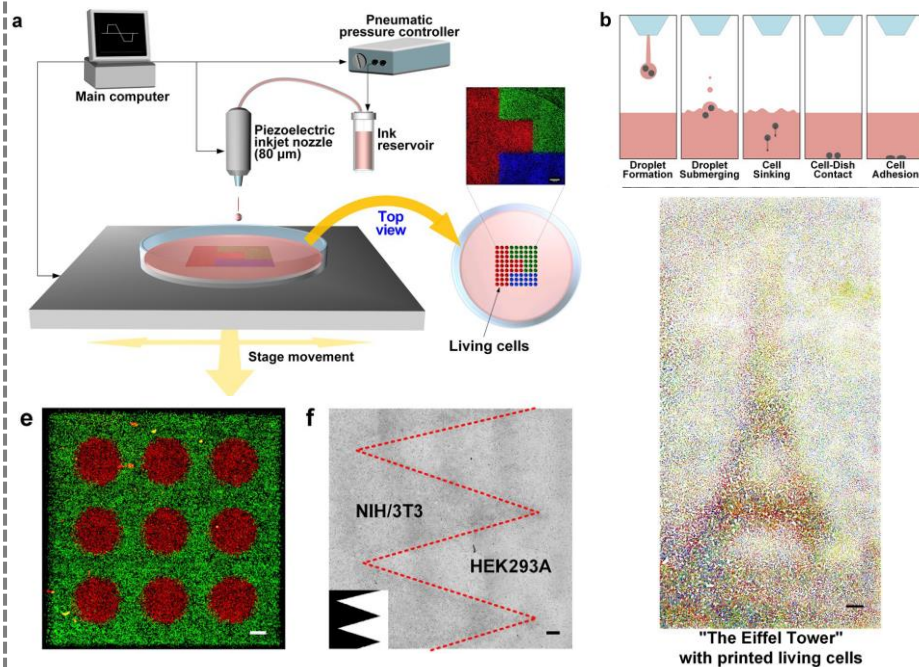 a
Pneumatic
pressure controller
Main computer
Piezoelectric
inkjet nozzle
(80 μm)
Ink
reservoir
Top
view
Living cells
Stage movement
b
Droplet
Formation
Droplet
Submerging
Cell
Sinking
Cell-Dish
Contact
Cell
Adhesion
e
f
NIH/3T3
HEK293A
"The Eiffel Tower"
with printed living cells